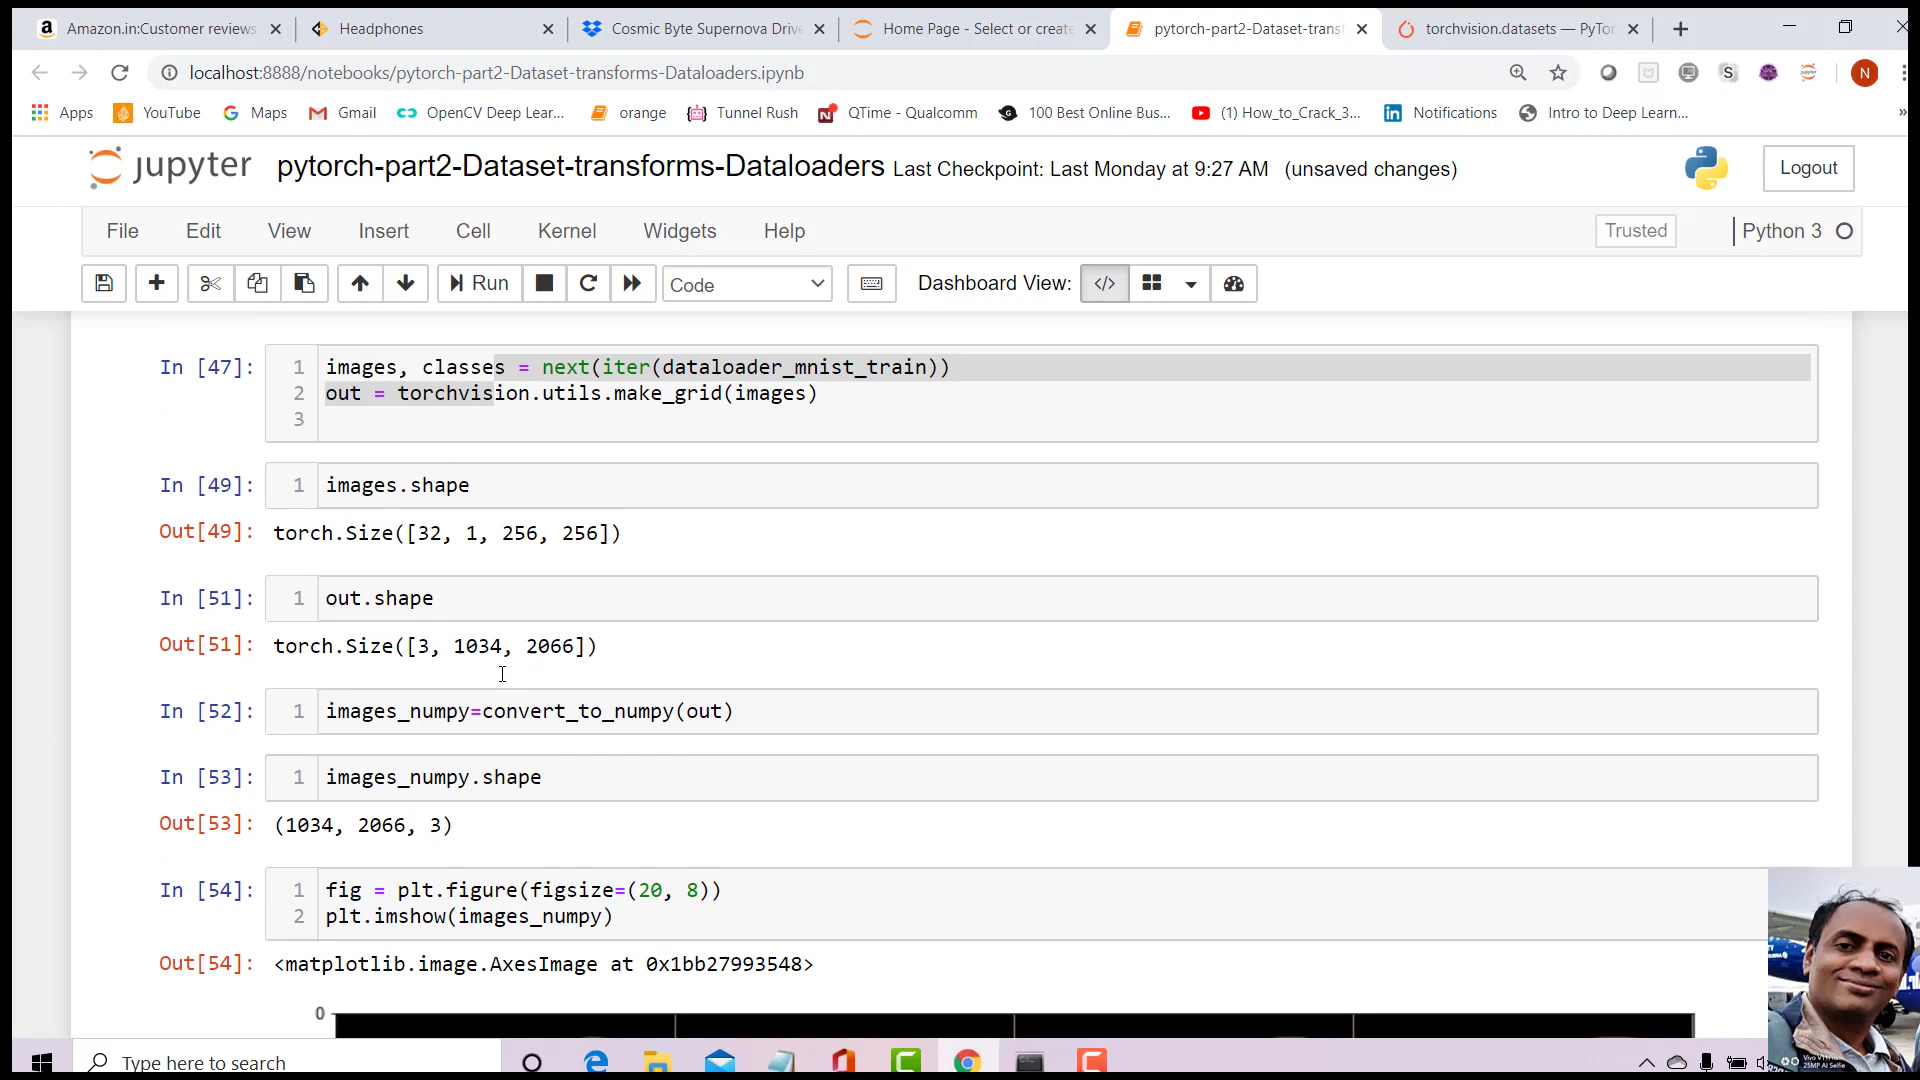 Amazon.in:Customer reviews:
Headphones
Cosmic Byte Supernova Drive
Home Page - Select or create
pytorch-part2-Dataset-transf
torchvision.datasets — PyTor
localhost:8888/notebooks/pytorch-part2-Dataset-transforms-Dataloaders.ipynb
N
Apps
YouTube
Maps
Gmail
OpenCV Deep Lear...
orange
Tunnel Rush
QTime - Qualcomm
100 Best Online Bus...
(1) How_to_Crack_3...
Notifications
Intro to Deep Learn...
»
jupyter
pytorch-part2-Dataset-transforms-Dataloaders Last Checkpoint: Last Monday at 9:27 AM (unsaved changes)
Logout
File Edit View Insert Cell Kernel Widgets Help
Trusted
Python 3
Run
Code
Dashboard View:
In [47]:
1 images, classes = next(iter(dataloader_mnist_train))
2 out = torchvision.utils.make_grid(images)
3
In [49]:
1 images.shape
Out[49]: torch.Size([32, 1, 256, 256])
In [51]:
1 out.shape
Out[51]: torch.Size([3, 1034, 2066])
In [52]:
1 images_numpy=convert_to_numpy(out)
In [53]:
1 images_numpy.shape
Out[53]: (1034, 2066, 3)
In [54]:
1 fig = plt.figure(figsize=(20, 8))
2 plt.imshow(images_numpy)
Out[54]: <matplotlib.image.AxesImage at 0x1bb27993548>
0
Type here to search